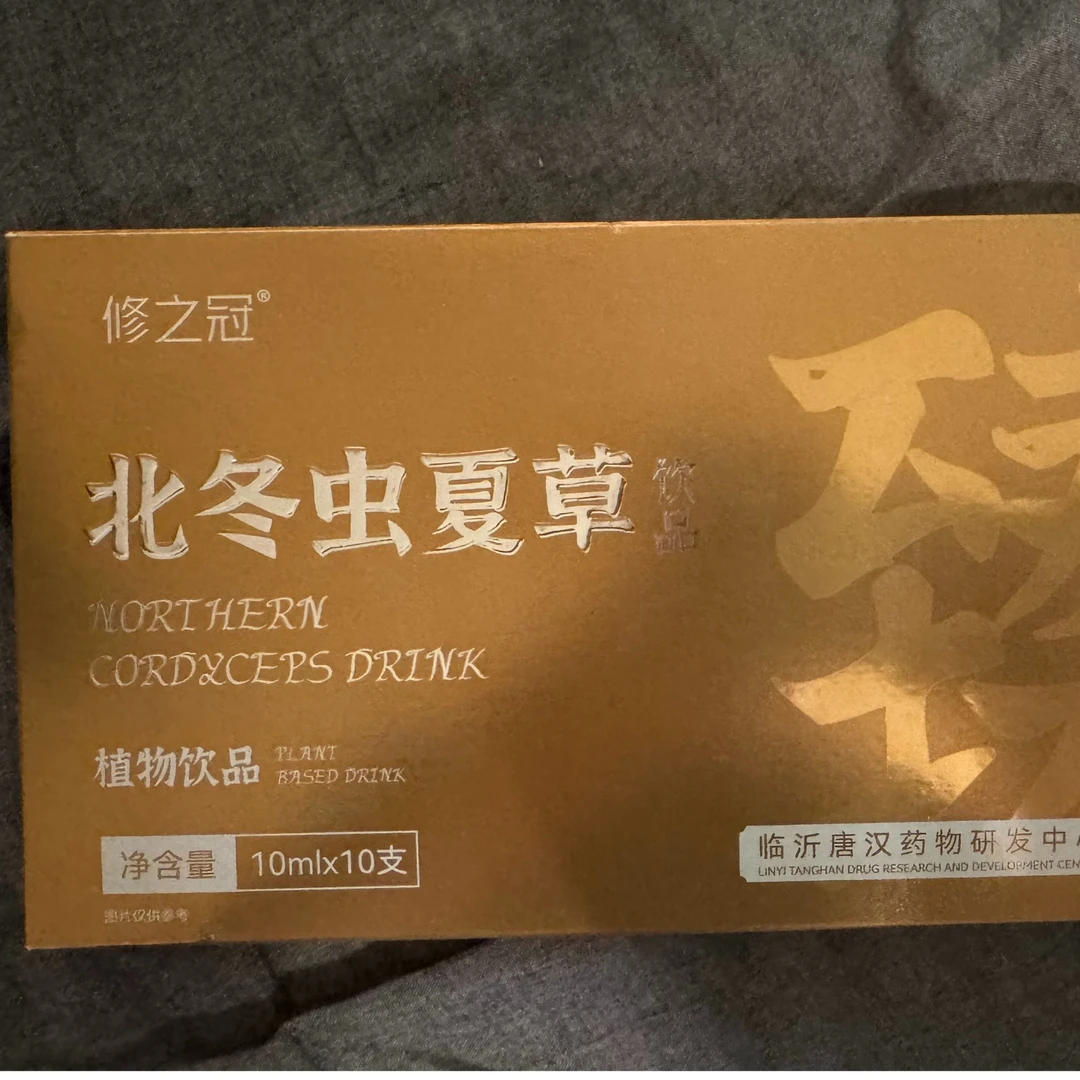 修之冠®
北冬虫夏草饮品
NORTHERN
CORDYCEPS DRINK
植物饮品
PLANT
BASED DRINK
净含量 10mlx10支
图片仅供参考
临沂唐汉药物研发中
LINYI TANGHAN DRUG RESEARCH AND DEVELOPMENT CEN